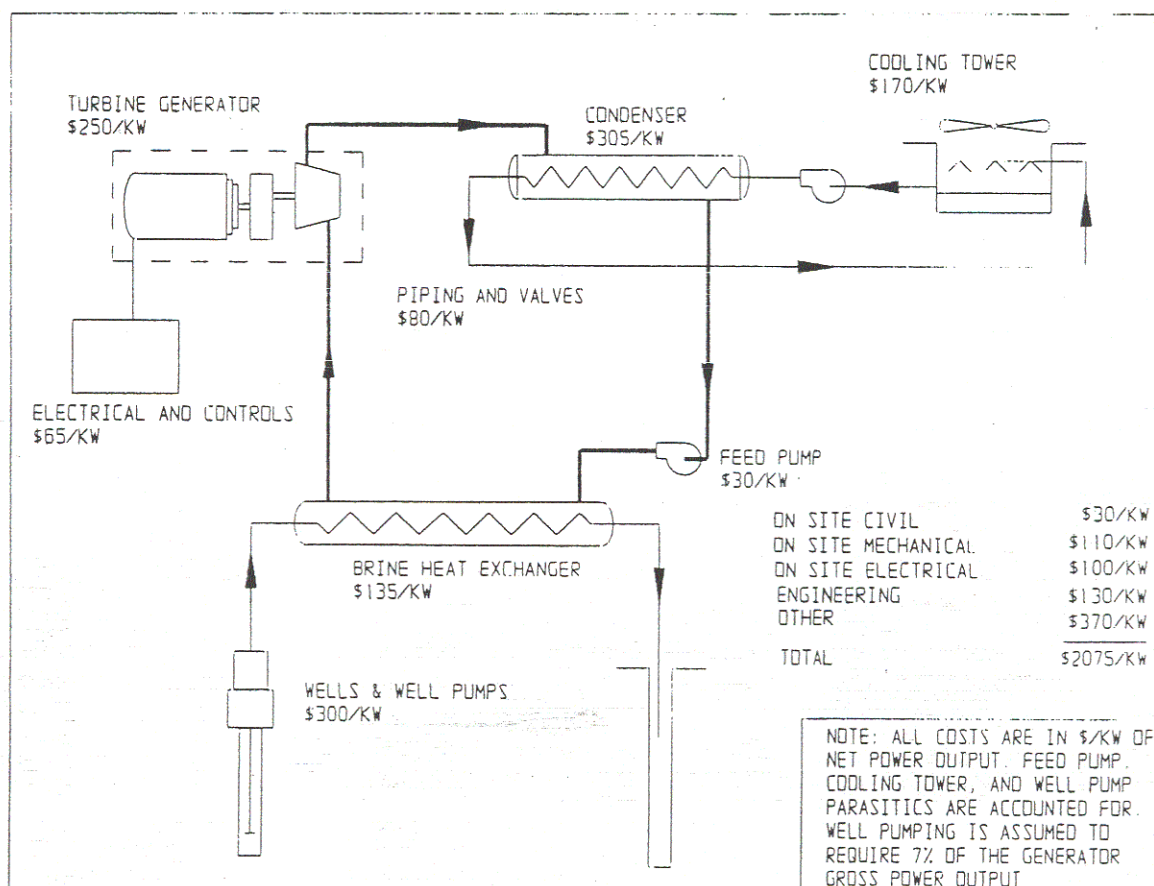 COOLING TOWER
$170/KW
TURBINE GENERATOR
$250/KW
CONDENSER
$305/KW
PIPING AND VALVES
$80/KW
ELECTRICAL AND CONTROLS
$65/KW
FEED PUMP
$30/KW
BRINE HEAT EXCHANGER
$135/KW
ON SITE CIVIL $30/KW
ON SITE MECHANICAL $110/KW
ON SITE ELECTRICAL $100/KW
ENGINEERING $130/KW
OTHER $370/KW
TOTAL $2075/KW
WELLS & WELL PUMPS
$300/KW
NOTE: ALL COSTS ARE IN $/KW OF
NET POWER OUTPUT. FEED PUMP.
COOLING TOWER, AND WELL PUMP
PARASITICS ARE ACCOUNTED FOR.
WELL PUMPING IS ASSUMED TO
REQUIRE 7% OF THE GENERATOR
GROSS POWER OUTPUT